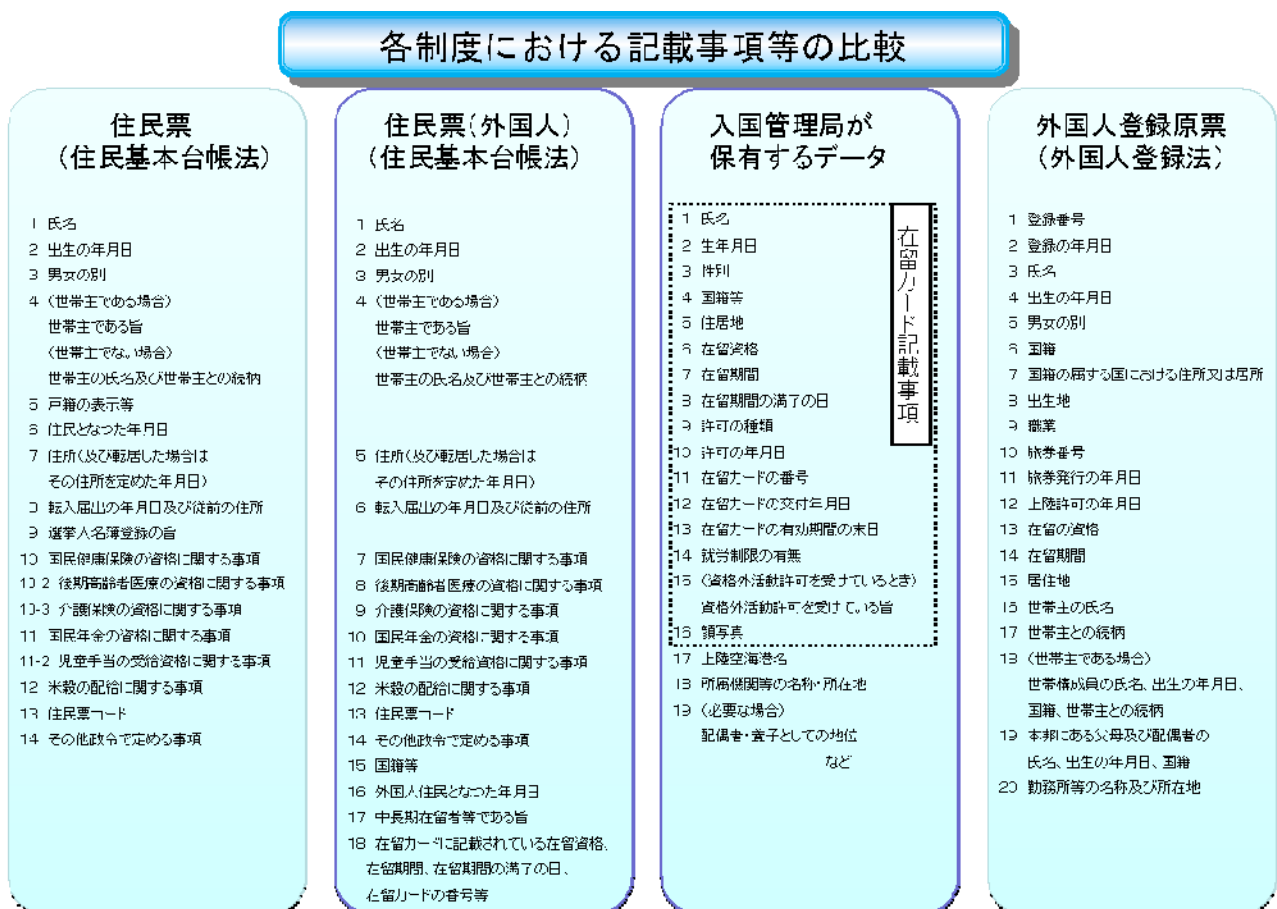 各制度における記載事項等の比較
住民票
(住民基本台帳法)
1 氏名
2 出生の年月日
3 男女の別
4 (世帯主である場合)
世帯主である旨
(世帯主でない場合)
世帯主の氏名及び世帯主との続柄
5 戸籍の表示等
6 住民となつた年月日
7 住所(及び転居した場合は
その住所を定めた年月日)
8 転入届出の年月日及び従前の住所
9 選挙人名簿登録の旨
10 国民健康保険の資格に関する事項
10-2 後期高齢者医療の資格に関する事項
10-3 介護保険の資格に関する事項
11 国民年金の資格に関する事項
11-2 児童手当の受給資格に関する事項
12 米穀の配給に関する事項
13 住民票コード
14 その他政令で定める事項
住民票(外国人)
(住民基本台帳法)
1 氏名
2 出生の年月日
3 男女の別
4 (世帯主である場合)
世帯主である旨
(世帯主でない場合)
世帯主の氏名及び世帯主との続柄
5 住所(及び転居した場合は
その住所を定めた年月日)
6 転入届出の年月日及び従前の住所
7 国民健康保険の資格に関する事項
8 後期高齢者医療の資格に関する事項
9 介護保険の資格に関する事項
10 国民年金の資格に関する事項
11 児童手当の受給資格に関する事項
12 米穀の配給に関する事項
13 住民票コード
14 その他政令で定める事項
15 国籍等
16 外国人住民となつた年月日
17 中長期在留者等である旨
18 在留カードに記載されている在留資格、
在留期間、在留期間の満了の日、
在留カードの番号等
入国管理局が
保有するデータ
在留カード記載事項
1 氏名
2 生年月日
3 性別
4 国籍等
5 住居地
6 在留資格
7 在留期間
8 在留期間の満了の日
9 許可の種類
10 許可の年月日
11 在留カードの番号
12 在留カードの交付年月日
13 在留カードの有効期間の末日
14 就労制限の有無
15 (資格外活動許可を受けているとき)
資格外活動許可を受けている旨
16 顔写真
17 上陸空海港名
18 所属機関等の名称・所在地
19 (必要な場合)
配偶者・養子としての地位
など
外国人登録原票
(外国人登録法)
1 登録番号
2 登録の年月日
3 氏名
4 出生の年月日
5 男女の別
6 国籍
7 国籍の属する国における住所又は居所
8 出生地
9 職業
10 旅券番号
11 旅券発行の年月日
12 上陸許可の年月日
13 在留の資格
14 在留期間
15 居住地
16 世帯主の氏名
17 世帯主との続柄
18 (世帯主である場合)
世帯構成員の氏名、出生の年月日、
国籍、世帯主との続柄
19 本邦にある父母及び配偶者の
氏名、出生の年月日、国籍
20 勤務所等の名称及び所在地